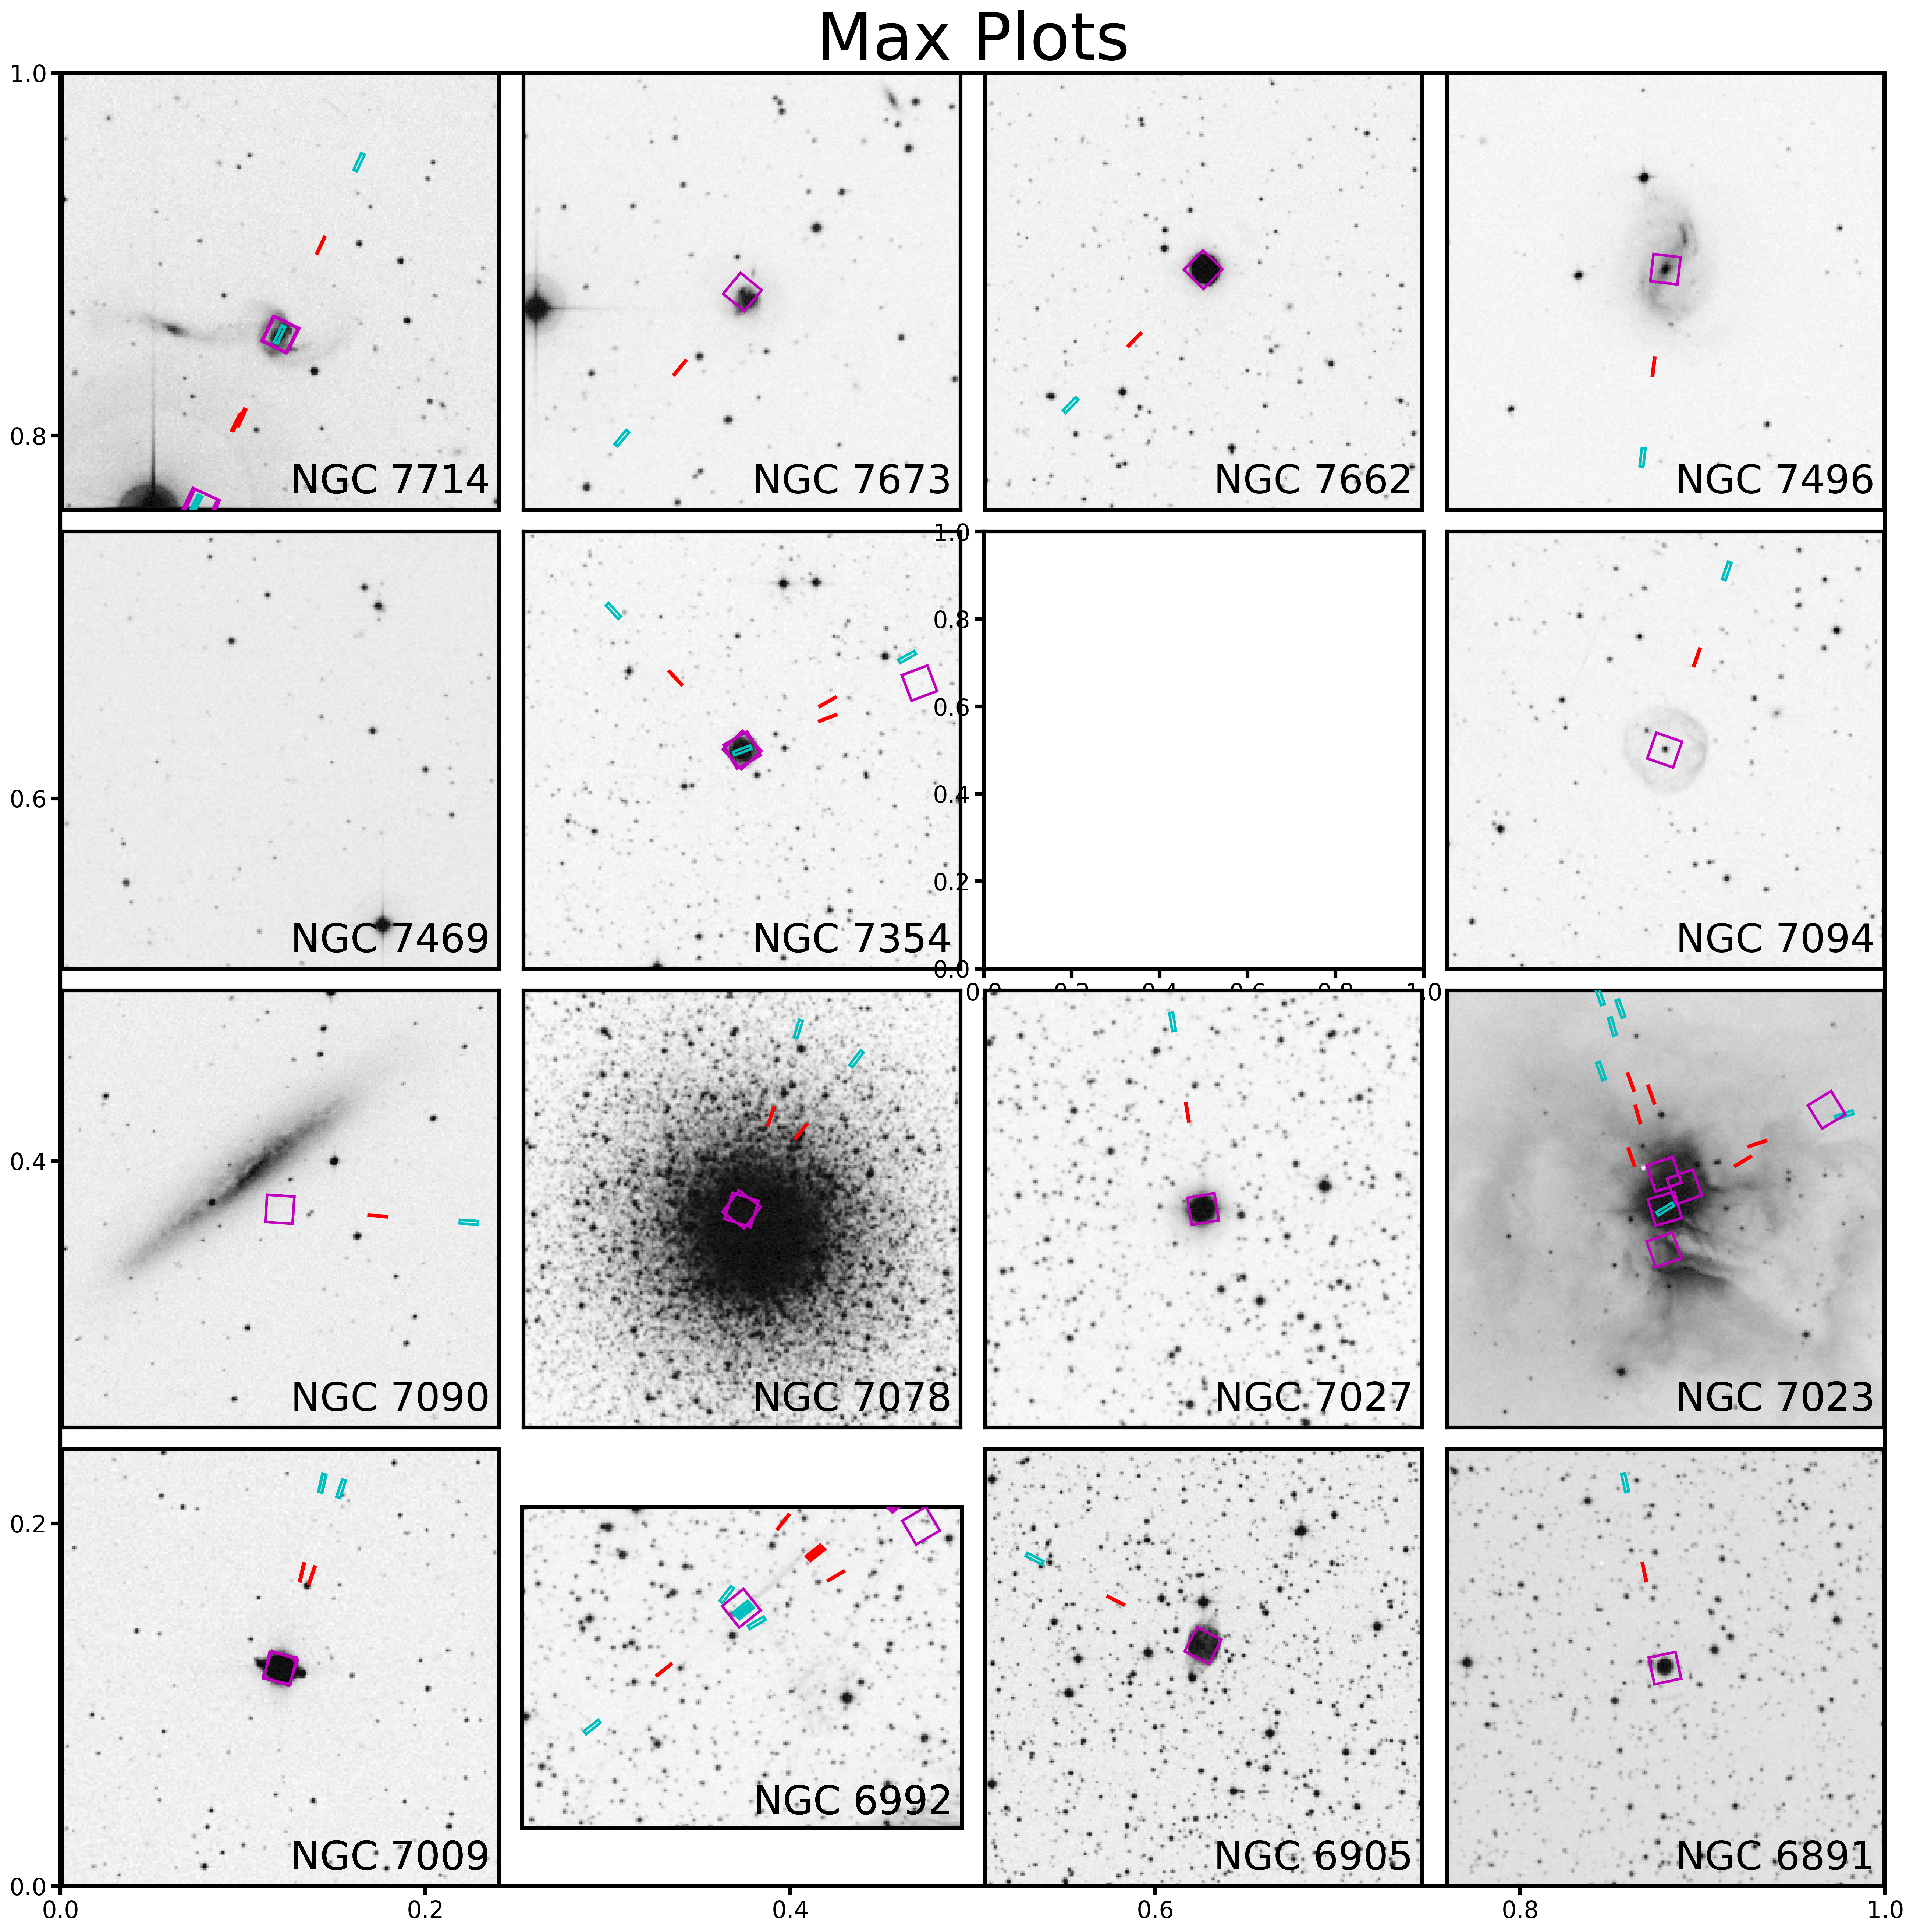 Max Plots
1.0
NGC 7714
NGC 7673
NGC 7662
NGC 7496
0.8
NGC 7469
NGC 7354
1.0
0.8
0.6
0.4
0.2
0.0
NGC 7094
0.6
NGC 7090
NGC 7078
NGC 7027
NGC 7023
0.4
NGC 7009
NGC 6992
NGC 6905
NGC 6891
0.2
0.0
0.0 0.2 0.4 0.6 0.8 1.0